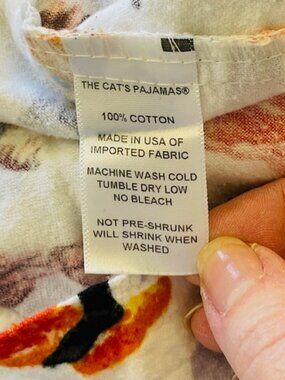 THE CAT'S PAJAMAS®
100% COTTON
MADE IN USA OF
IMPORTED FABRIC
MACHINE WASH COLD
TUMBLE DRY LOW
NO BLEACH
NOT PRE-SHRUNK
WILL SHRINK WHEN
WASHED